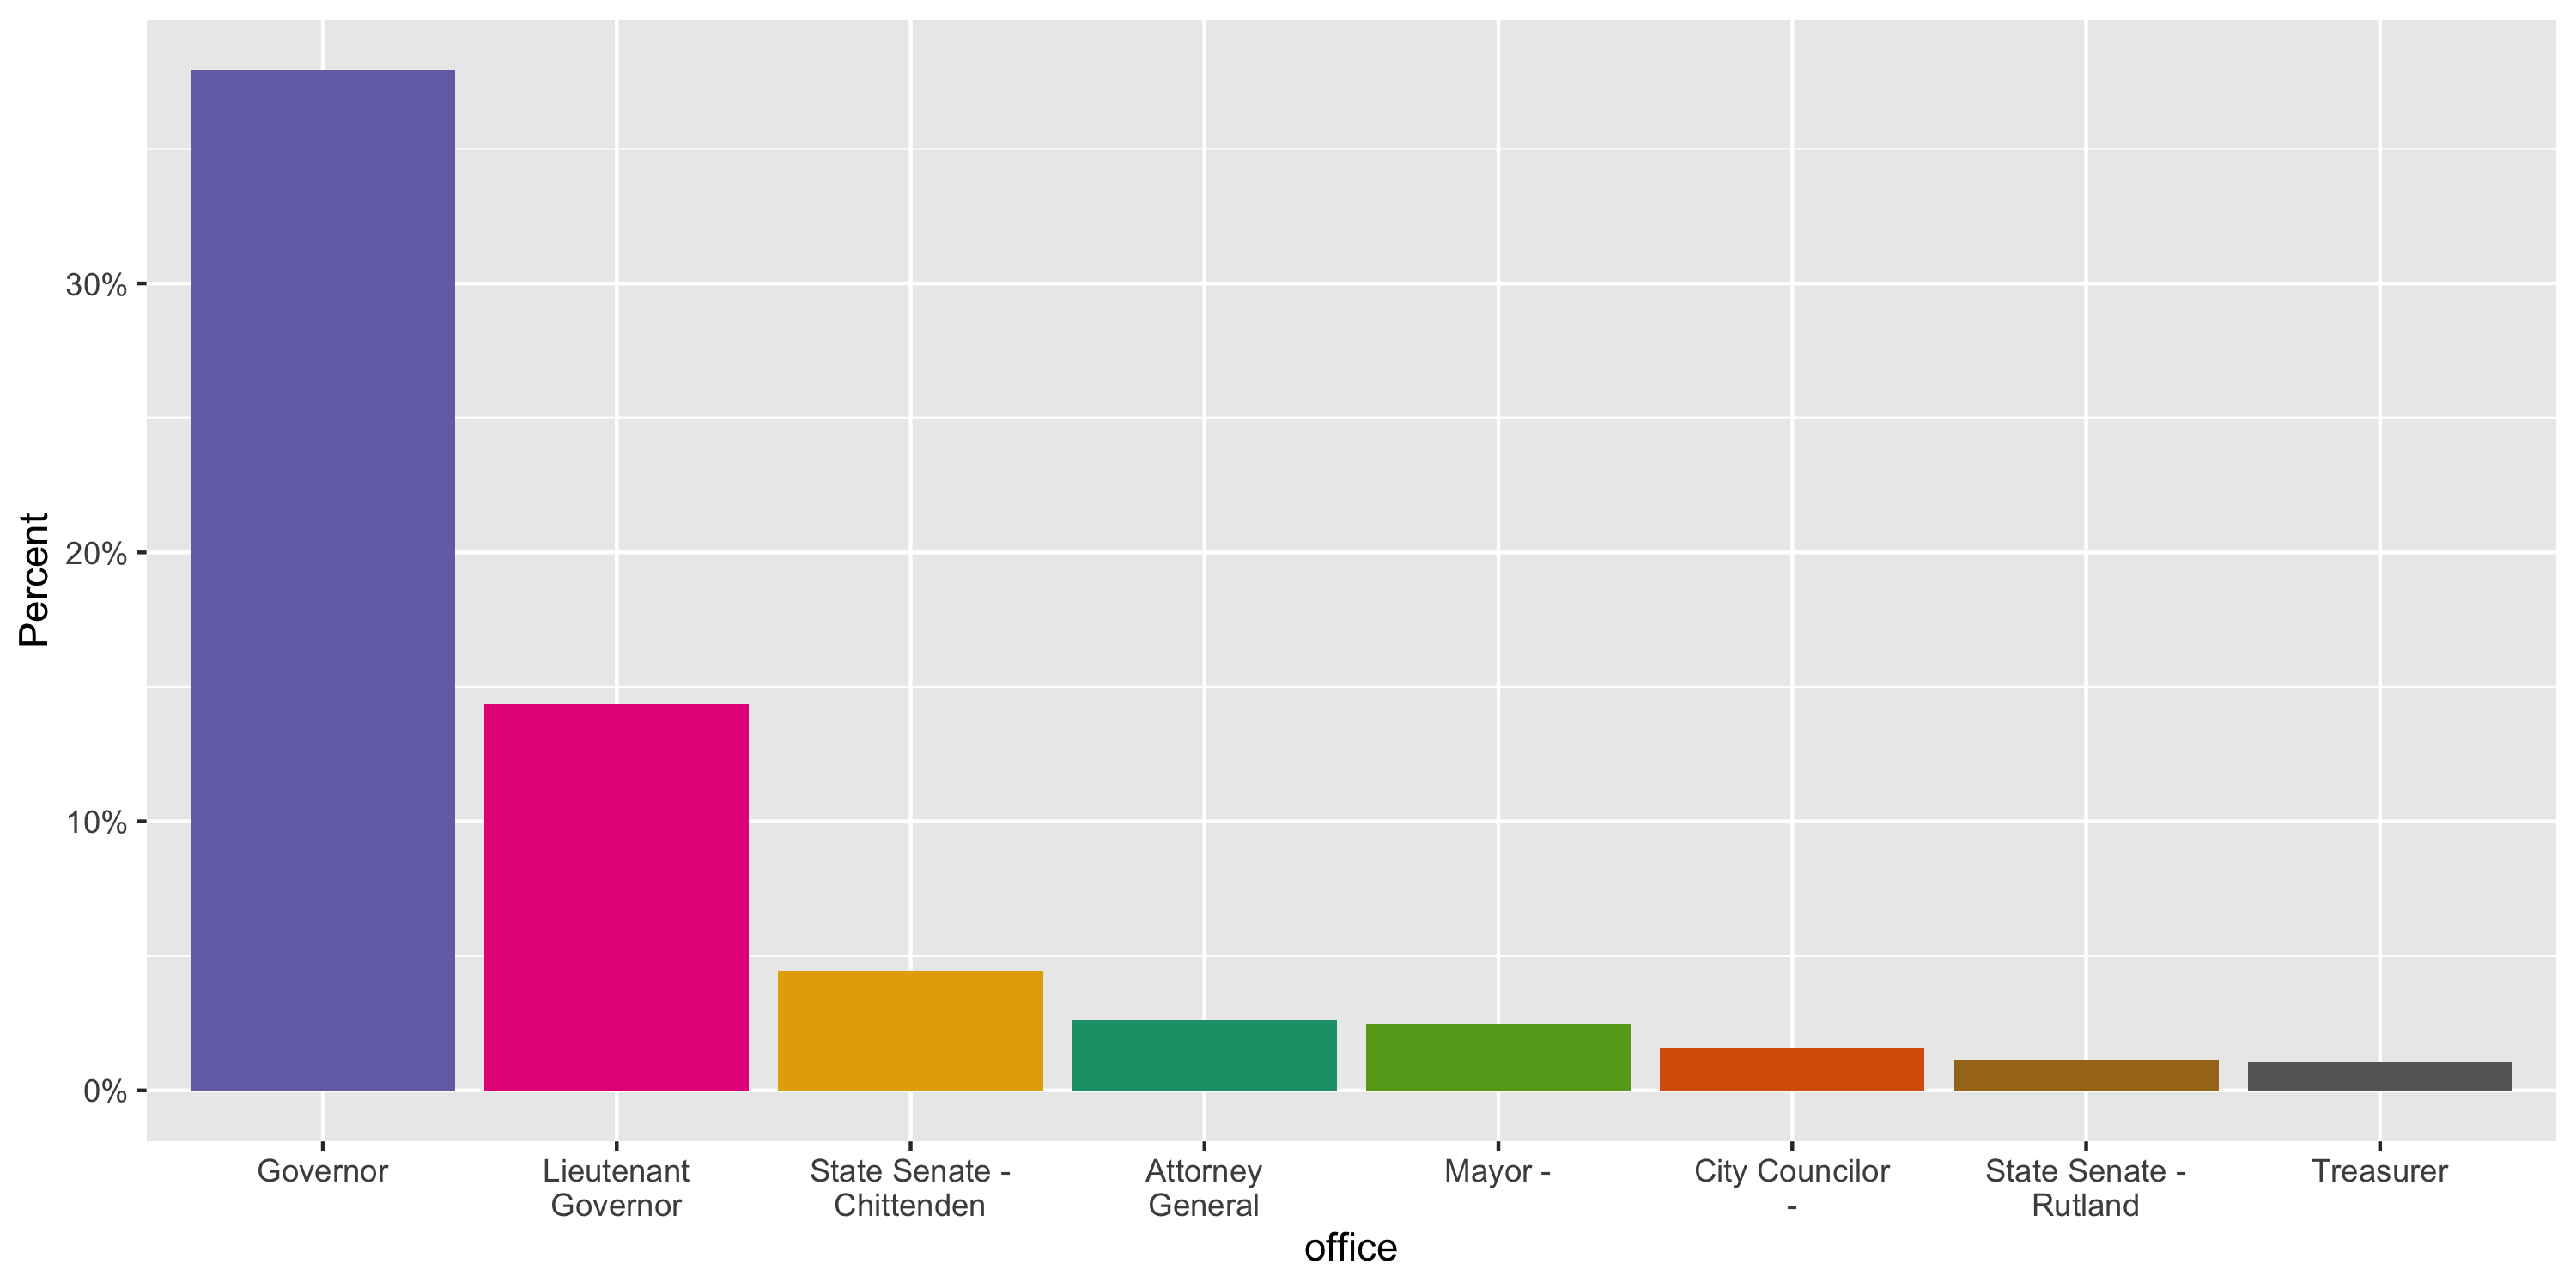 Percent
30%
20%
10%
0%
Governor
Lieutenant
Governor
State Senate -
Chittenden
Attorney
General
Mayor -
City Councilor
-
State Senate -
Rutland
Treasurer
office